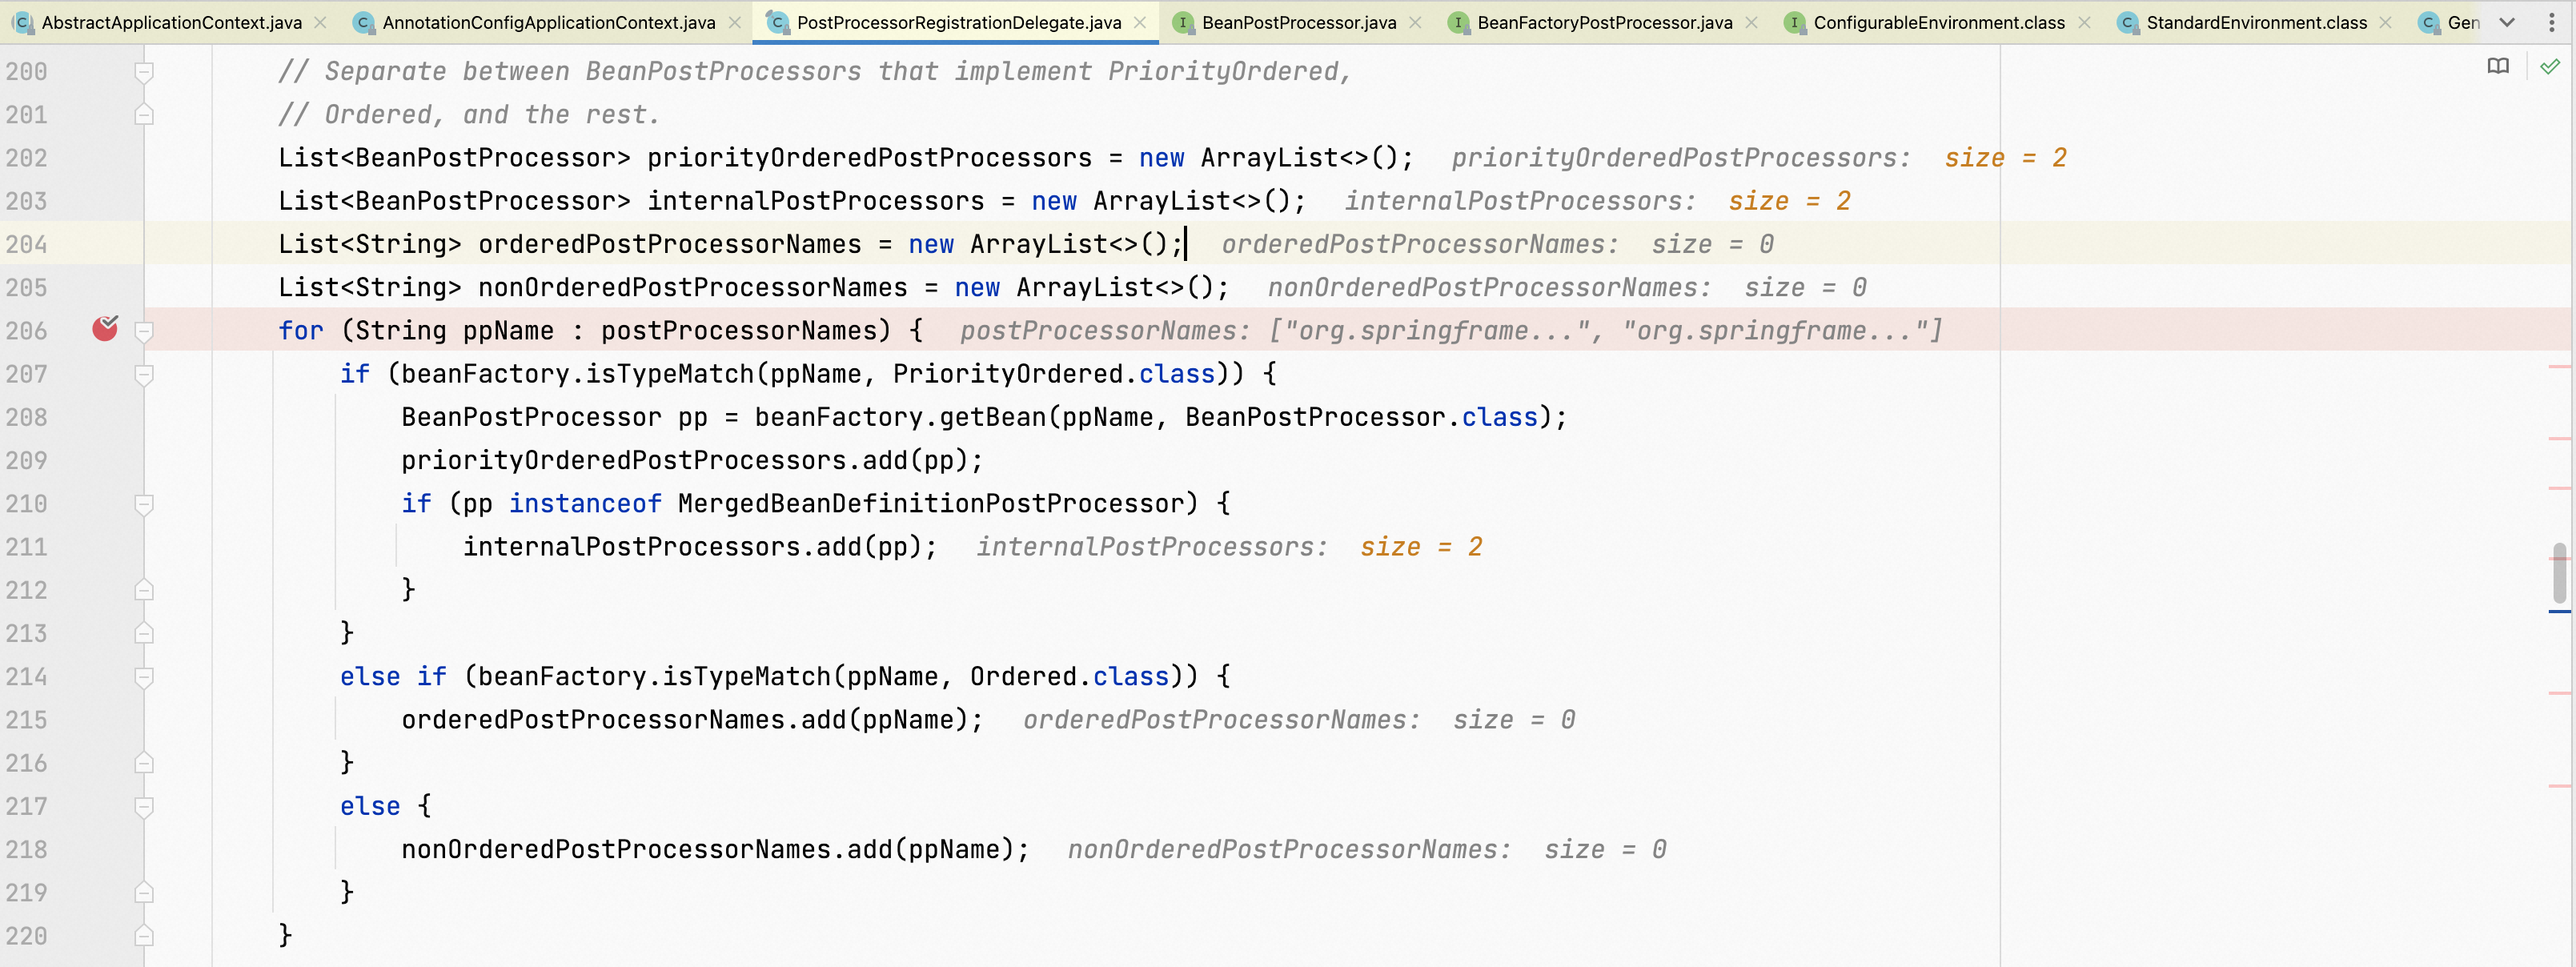 AbstractApplicationContext.java AnnotationConfigApplicationContext.java PostProcessorRegistrationDelegate.java BeanPostProcessor.java BeanFactoryPostProcessor.java ConfigurableEnvironment.class StandardEnvironment.class Gen
200 // Separate between BeanPostProcessors that implement PriorityOrdered,
201 // Ordered, and the rest.
202 List<BeanPostProcessor> priorityOrderedPostProcessors = new ArrayList<>(); priorityOrderedPostProcessors: size = 2
203 List<BeanPostProcessor> internalPostProcessors = new ArrayList<>(); internalPostProcessors: size = 2
204 List<String> orderedPostProcessorNames = new ArrayList<>(); orderedPostProcessorNames: size = 0
205 List<String> nonOrderedPostProcessorNames = new ArrayList<>(); nonOrderedPostProcessorNames: size = 0
206 for (String ppName : postProcessorNames) { postProcessorNames: ["org.springframe...", "org.springframe..."]
207 if (beanFactory.isTypeMatch(ppName, PriorityOrdered.class)) {
208 BeanPostProcessor pp = beanFactory.getBean(ppName, BeanPostProcessor.class);
209 priorityOrderedPostProcessors.add(pp);
210 if (pp instanceof MergedBeanDefinitionPostProcessor) {
211 internalPostProcessors.add(pp); internalPostProcessors: size = 2
212 }
213 }
214 else if (beanFactory.isTypeMatch(ppName, Ordered.class)) {
215 orderedPostProcessorNames.add(ppName); orderedPostProcessorNames: size = 0
216 }
217 else {
218 nonOrderedPostProcessorNames.add(ppName); nonOrderedPostProcessorNames: size = 0
219 }
220 }